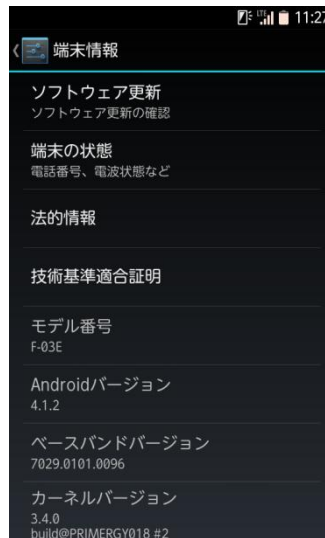 LTE 11:27
端末情報
ソフトウェア更新
ソフトウェア更新の確認
端末の状態
電話番号、電波状態など
法的情報
技術基準適合証明
モデル番号
F-03E
Androidバージョン
4.1.2
ベースバンドバージョン
7029.0101.0096
カーネルバージョン
3.4.0
build@PRIMERGY018 #2